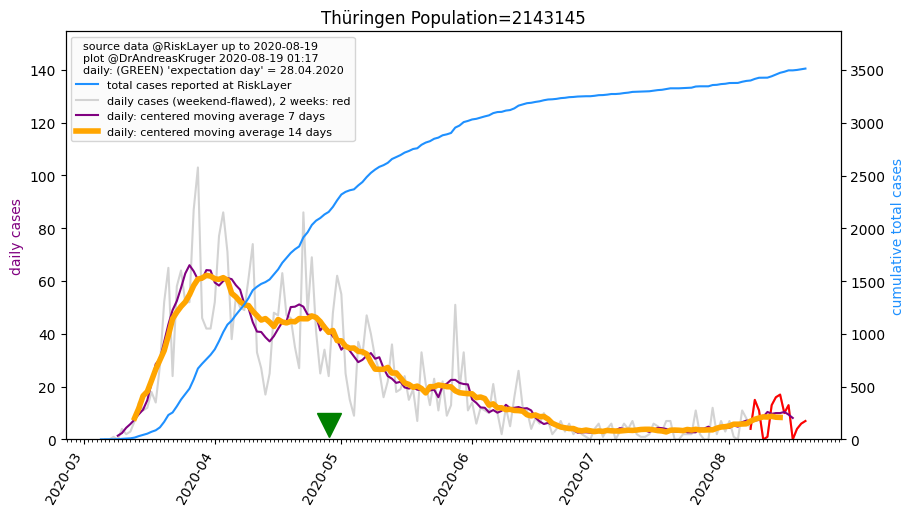 Thüringen Population=2143145
source data @RiskLayer up to 2020-08-19
plot @DrAndreasKruger 2020-08-19 01:17
daily: (GREEN) 'expectation day' = 28.04.2020
total cases reported at RiskLayer
daily cases (weekend-flawed), 2 weeks: red
daily: centered moving average 7 days
daily: centered moving average 14 days
daily cases
140
120
100
80
60
40
20
0
cumulative total cases
3500
3000
2500
2000
1500
1000
500
0
2020-03
2020-04
2020-05
2020-06
2020-07
2020-08